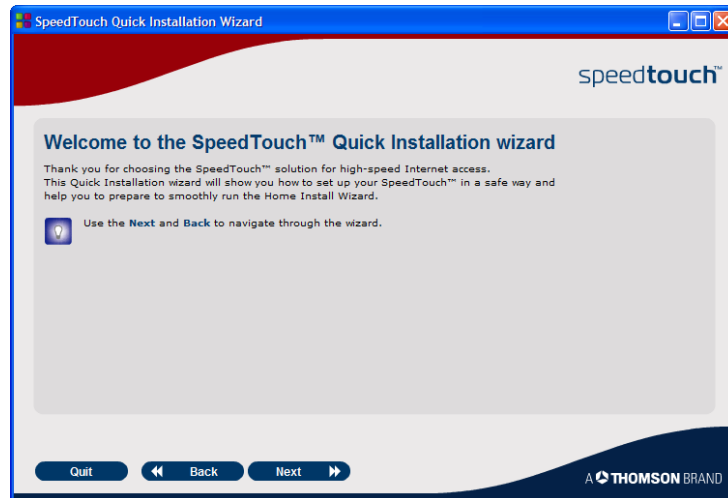 SpeedTouch Quick Installation Wizard
speedtouch™
Welcome to the SpeedTouch™ Quick Installation wizard
Thank you for choosing the SpeedTouch™ solution for high-speed Internet access.
This Quick Installation wizard will show you how to set up your SpeedTouch™ in a safe way and
help you to prepare to smoothly run the Home Install Wizard.
Use the Next and Back to navigate through the wizard.
Quit Back Next
A THOMSON BRAND